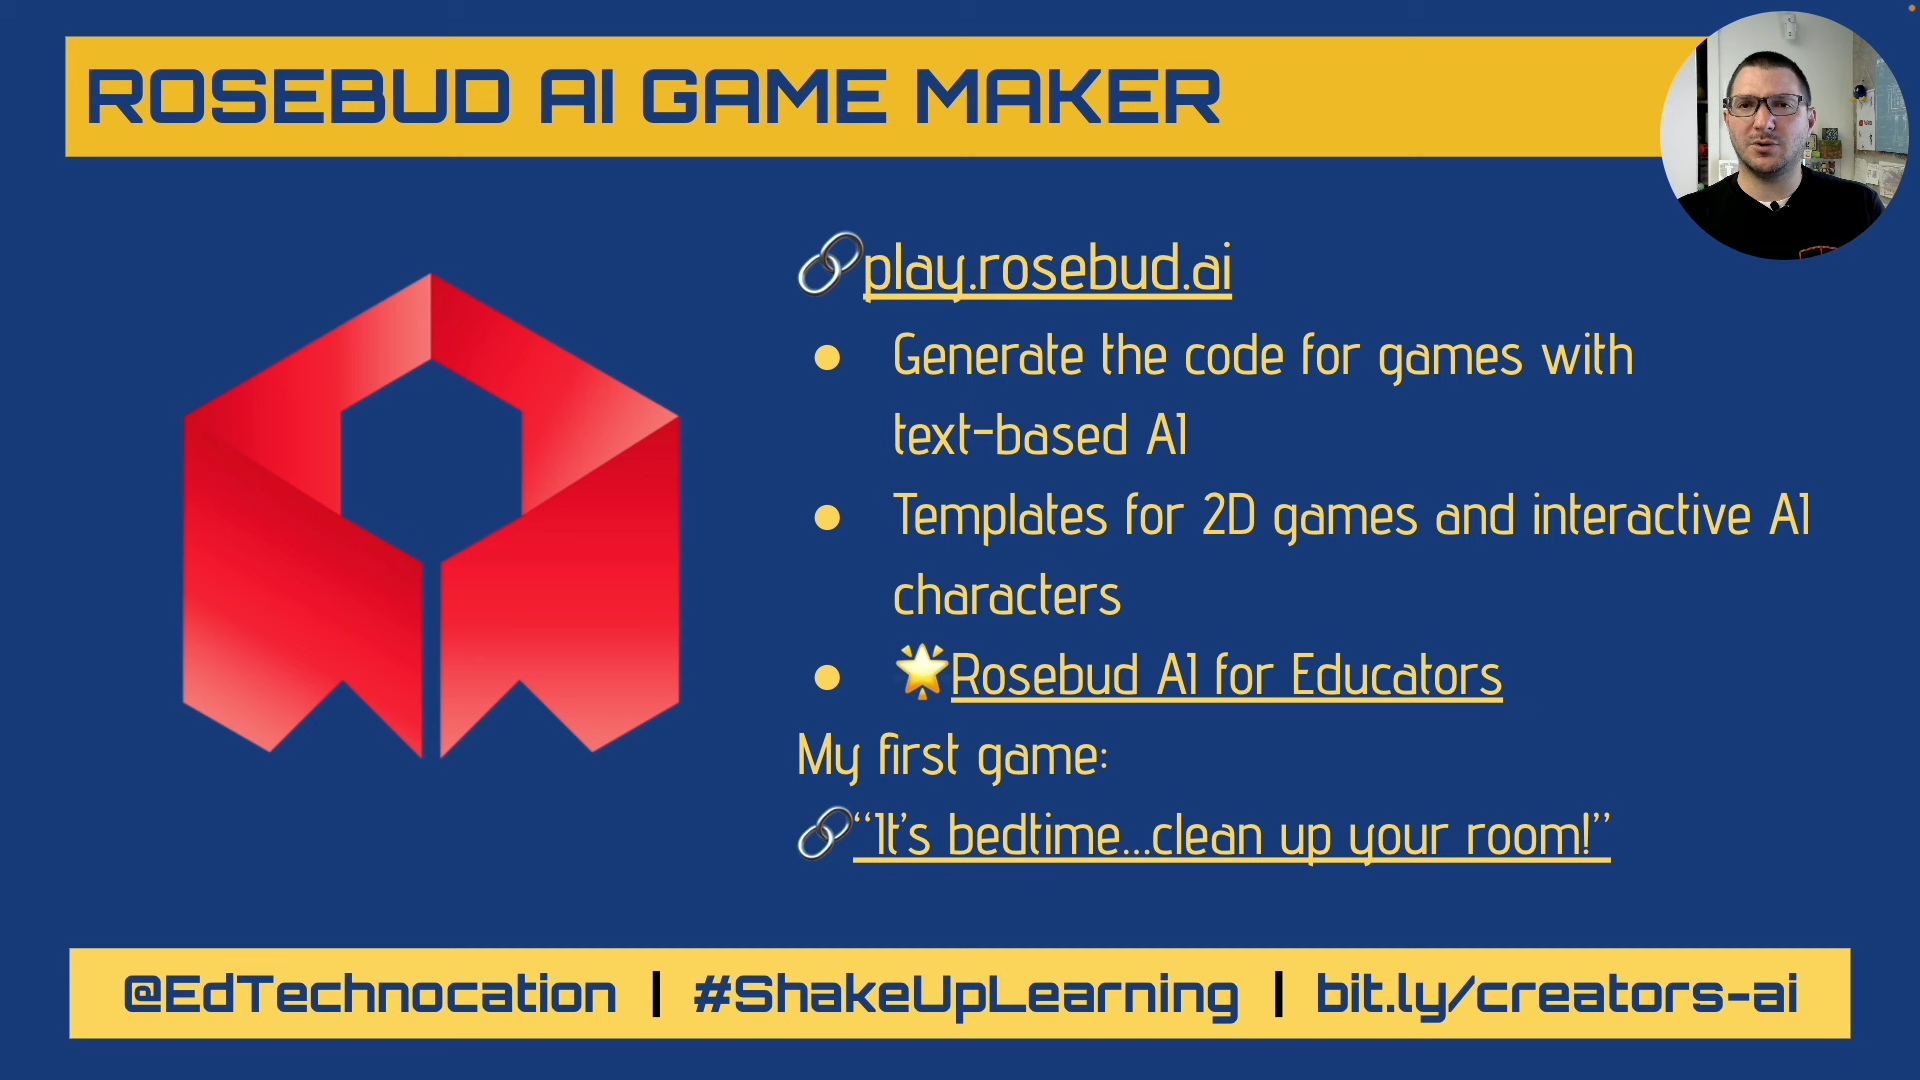 ROSEBUD AI GAME MAKER
play.rosebud.ai
Generate the code for games with
text-based AI
Templates for 2D games and interactive AI
characters
Rosebud AI for Educators
My first game:
“It’s bedtime...clean up your room!”
@EdTechnocation | #ShakeUpLearning | bit.ly/creators-ai